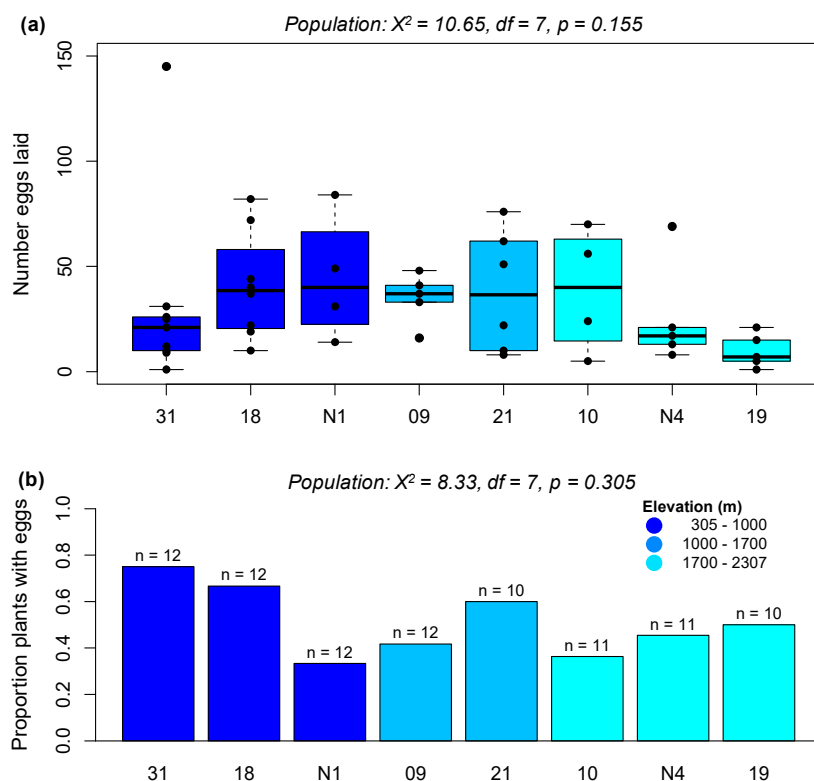 (a) Population: X² = 10.65, df = 7, p = 0.155
Number eggs laid
150
100
50
0
31 18 N1 09 21 10 N4 19
(b) Population: X² = 8.33, df = 7, p = 0.305
Proportion plants with eggs
1.0
0.8
0.6
0.4
0.2
0.0
Elevation (m)
305 - 1000
1000 - 1700
1700 - 2307
n = 12 n = 12 n = 12 n = 12 n = 10 n = 11 n = 11 n = 10
31 18 N1 09 21 10 N4 19